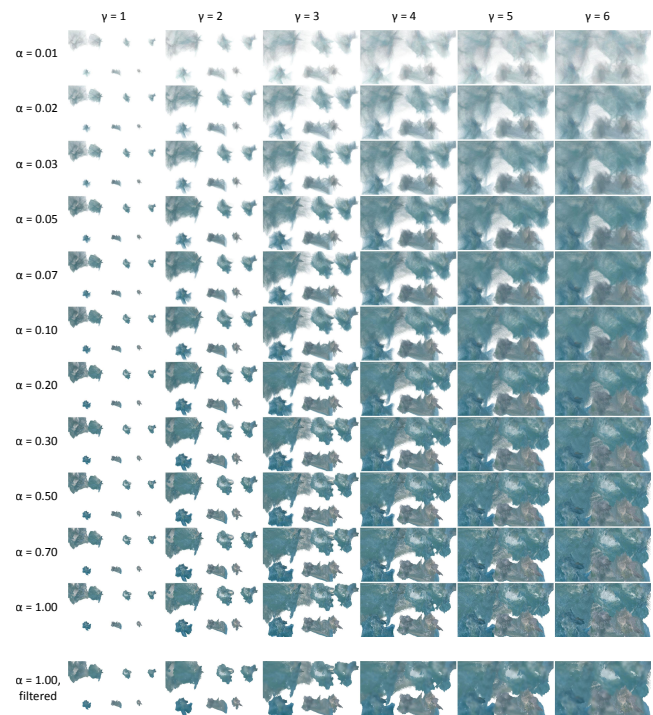 γ = 1 γ = 2 γ = 3 γ = 4 γ = 5 γ = 6
α = 0.01
α = 0.02
α = 0.03
α = 0.05
α = 0.07
α = 0.10
α = 0.20
α = 0.30
α = 0.50
α = 0.70
α = 1.00
α = 1.00,
filtered